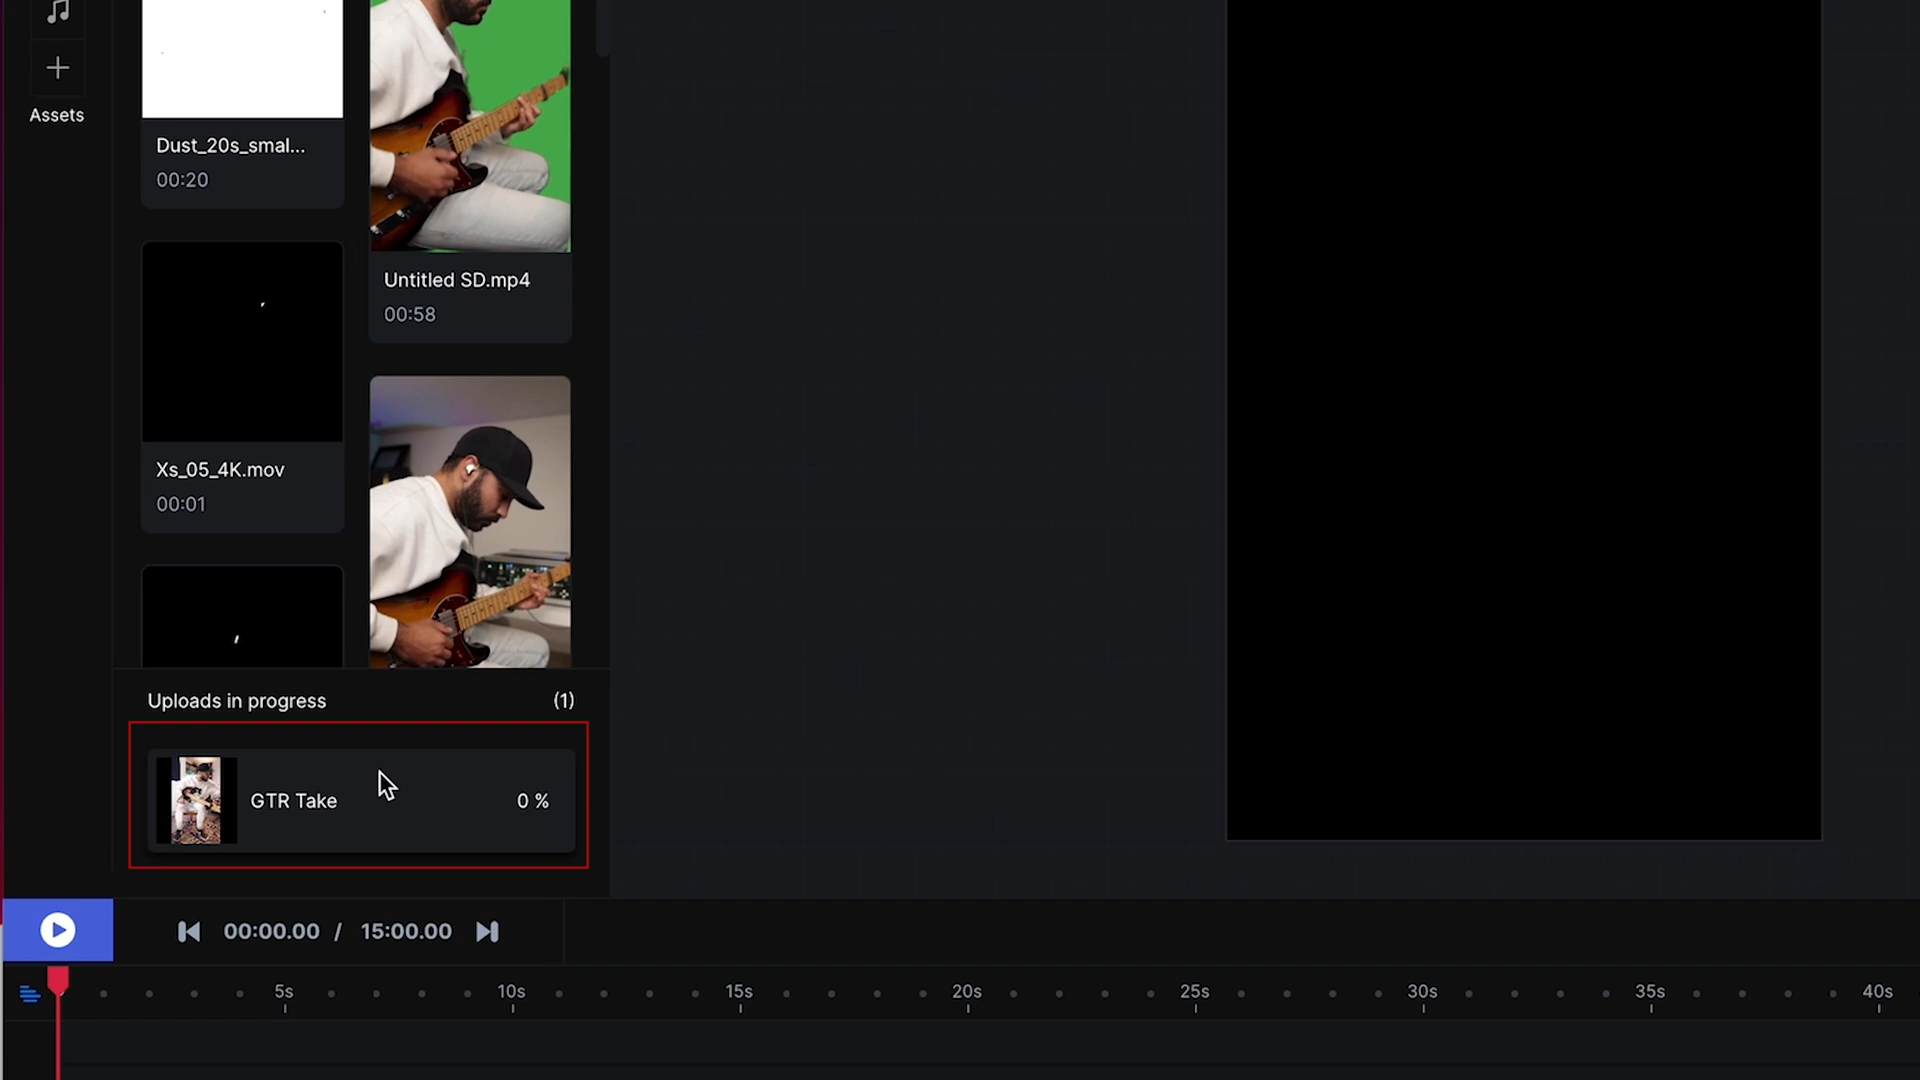 Assets
Dust_20s_smal...
00:20
Untitled SD.mp4
00:58
Xs_05_4K.mov
00:01
Uploads in progress (1)
GTR Take 0 %
00:00.00 / 15:00.00
5s 10s 15s 20s 25s 30s 35s 40s